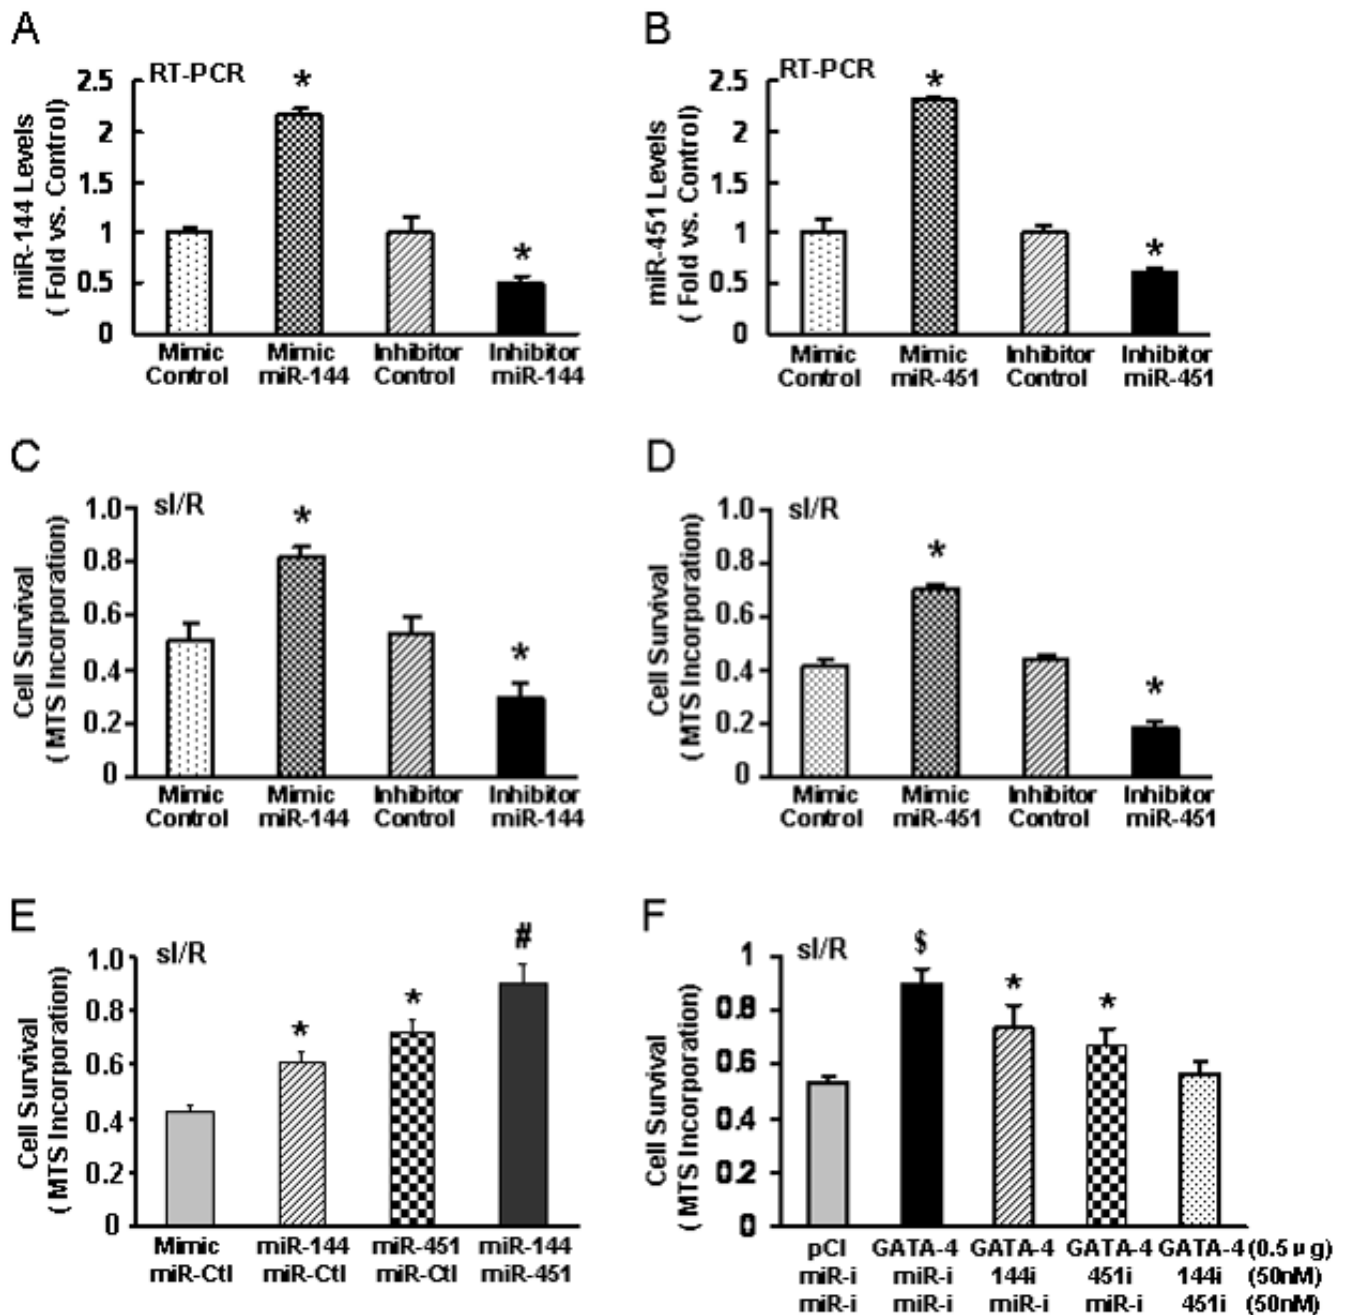 A
RT-PCR
*
*
miR-144 Levels
( Fold vs. Control)
2.5
2
1.5
1
0.5
0
Mimic Mimic Inhibitor Inhibitor
Control miR-144 Control miR-144
B
RT-PCR
*
*
miR-451 Levels
( Fold vs. Control)
2.5
2
1.5
1
0.5
0
Mimic Mimic Inhibitor Inhibitor
Control miR-451 Control miR-451
C
sI/R
*
*
Cell Survival
( MTS Incorporation)
1.0
0.8
0.6
0.4
0.2
0
Mimic Mimic Inhibitor Inhibitor
Control miR-144 Control miR-144
D
sI/R
*
*
Cell Survival
( MTS Incorporation)
1.0
0.8
0.6
0.4
0.2
0
Mimic Mimic Inhibitor Inhibitor
Control miR-451 Control miR-451
E
sI/R
*
*
#
Cell Survival
( MTS Incorporation)
1.0
0.8
0.6
0.4
0.2
0
Mimic miR-144 miR-451 miR-144
miR-Ctl miR-Ctl miR-Ctl miR-451
F
sI/R
$
*
*
Cell Survival
( MTS Incorporation)
1
0.8
0.6
0.4
0.2
0
pCI GATA-4 GATA-4 GATA-4 GATA-4 (0.5 µ g)
miR-i miR-i 144i 451i 144i (50nM)
miR-i miR-i miR-i miR-i 451i (50nM)